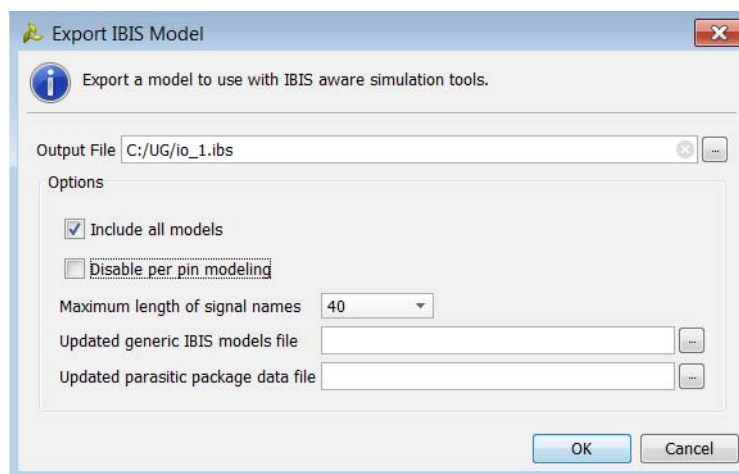 Export IBIS Model
Export a model to use with IBIS aware simulation tools.
Output File C:/UG/io_1.ibs ...
Options
Include all models
Disable per pin modeling
Maximum length of signal names 40
Updated generic IBIS models file ...
Updated parasitic package data file ...
OK Cancel